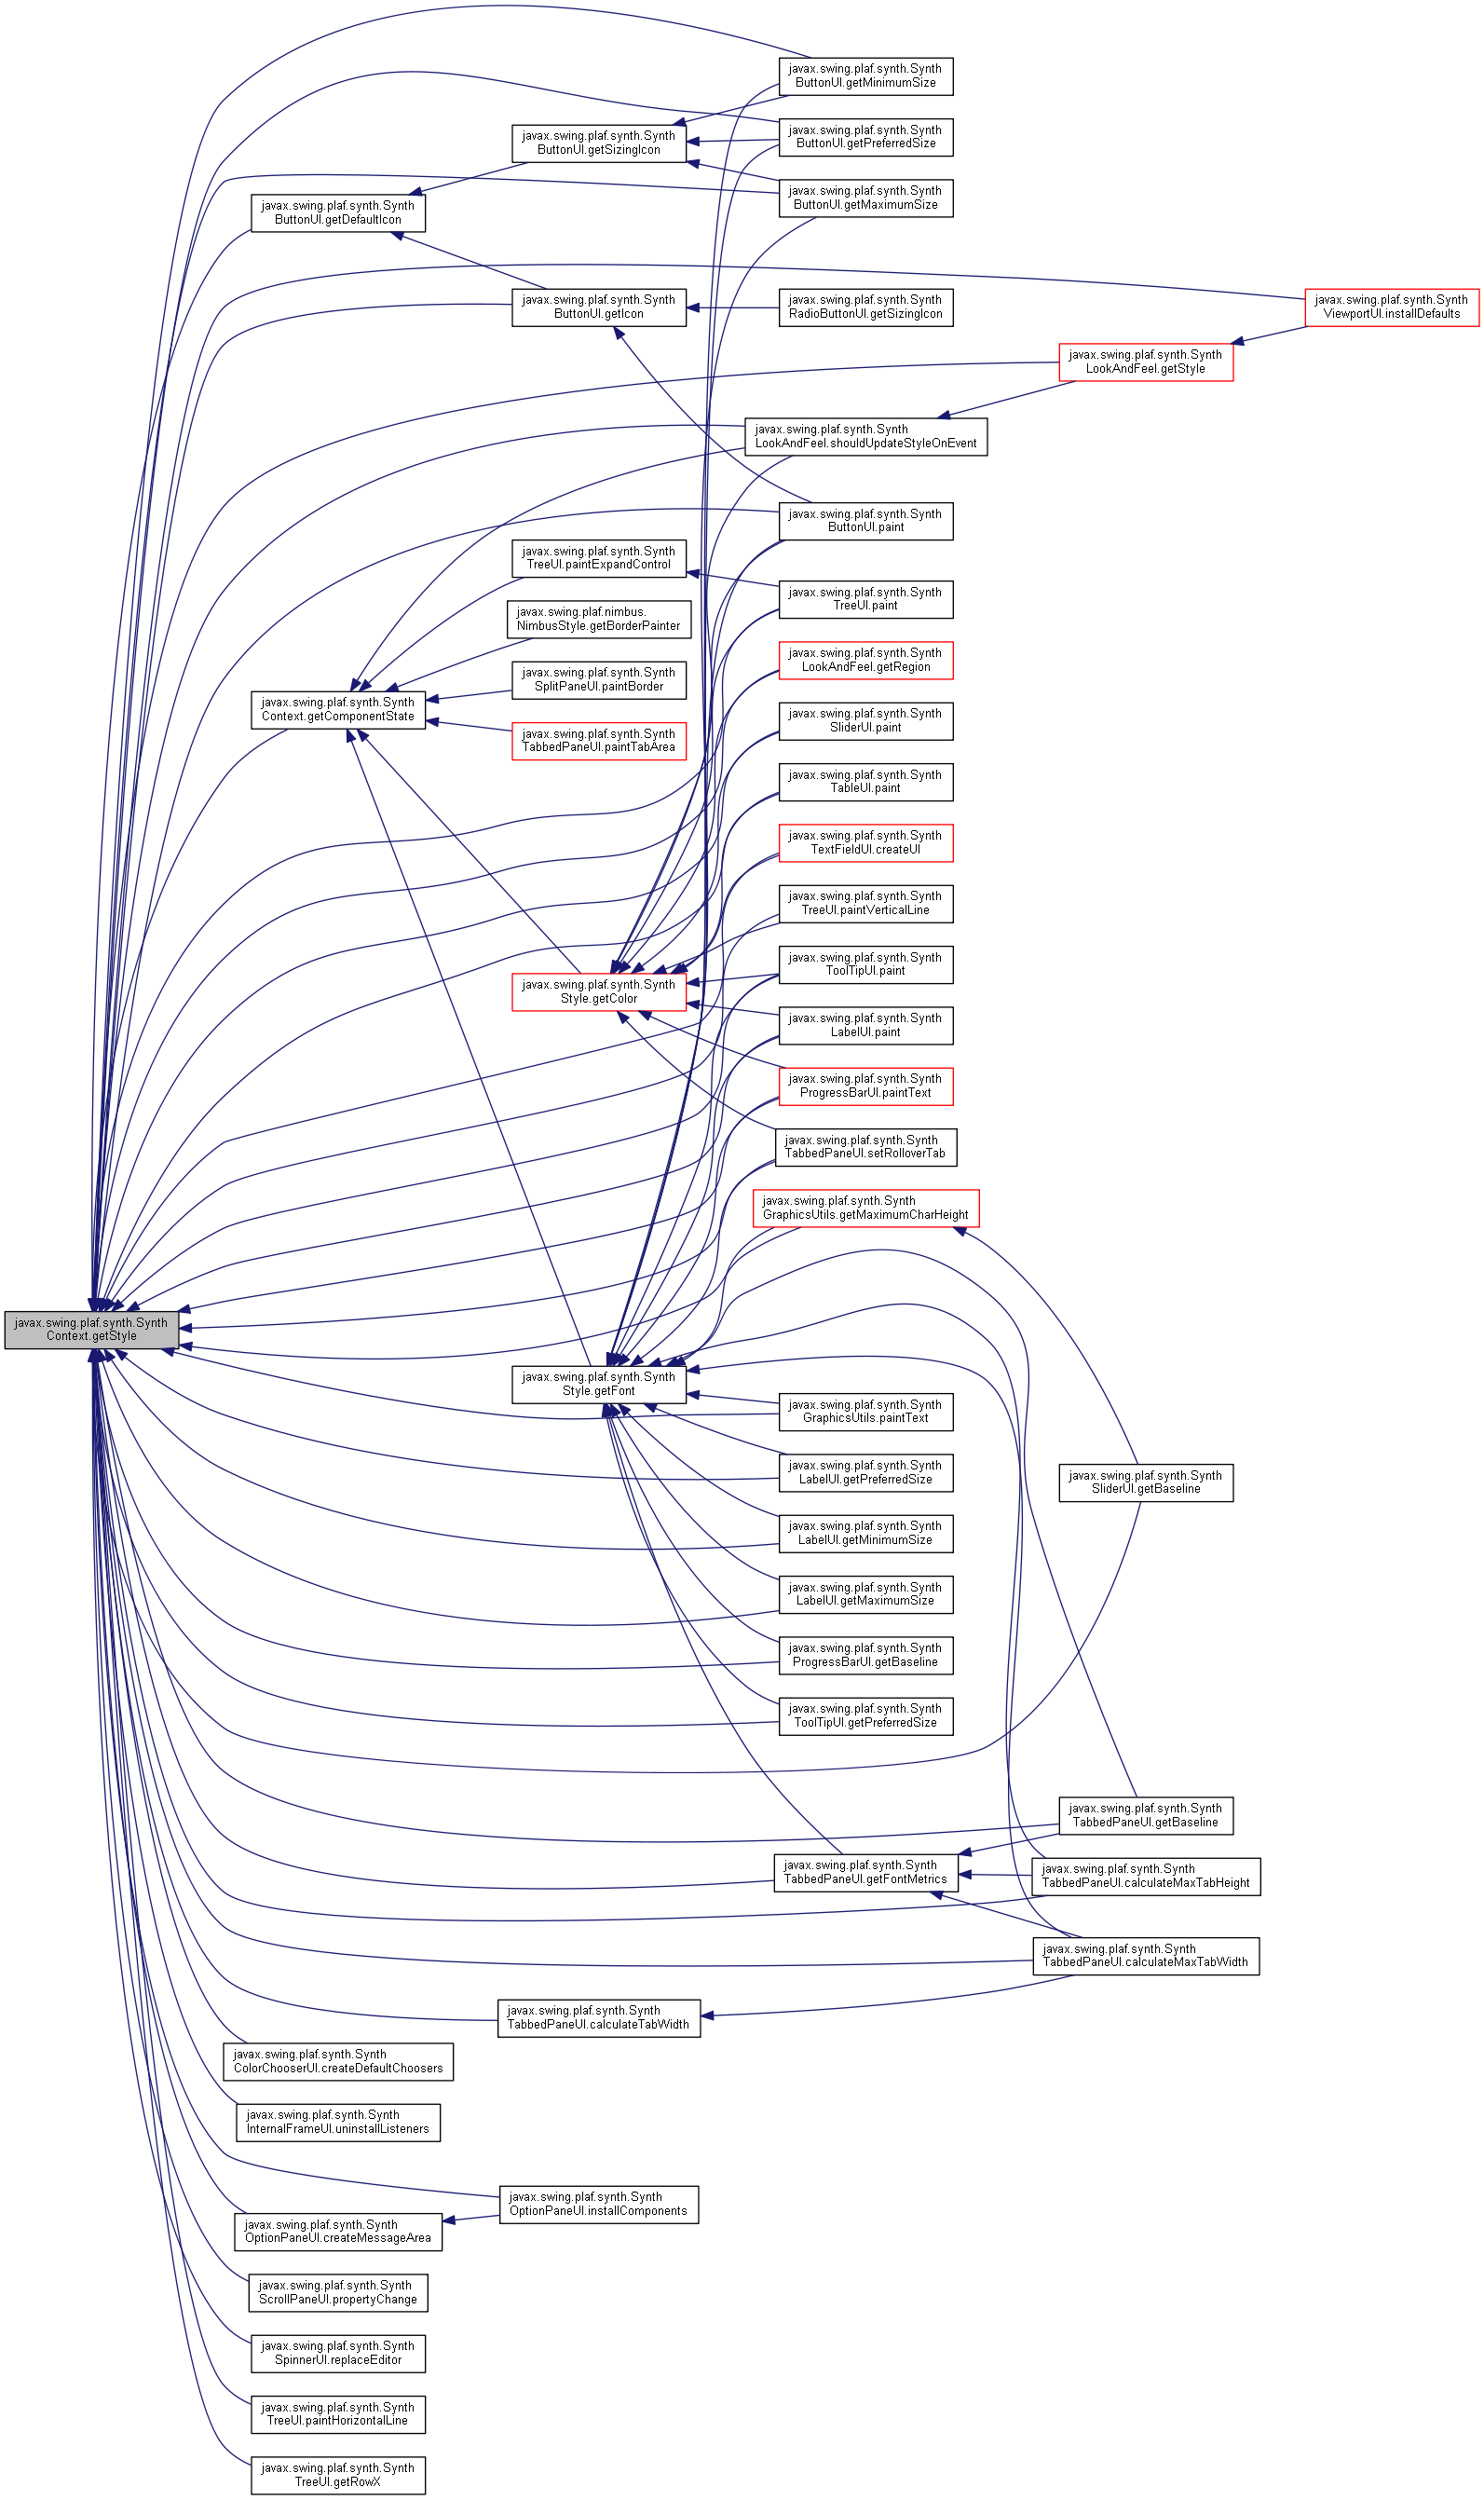 javax.swing.plaf.synth.Synth
ButtonUI.getMinimumSize
javax.swing.plaf.synth.Synth
ButtonUI.getPreferredSize
javax.swing.plaf.synth.Synth
ButtonUI.getSizingIcon
javax.swing.plaf.synth.Synth
ButtonUI.getMaximumSize
javax.swing.plaf.synth.Synth
ButtonUI.getDefaultIcon
javax.swing.plaf.synth.Synth
ButtonUI.getIcon
javax.swing.plaf.synth.Synth
RadioButtonUI.getSizingIcon
javax.swing.plaf.synth.Synth
ViewportUI.installDefaults
javax.swing.plaf.synth.Synth
LookAndFeel.getStyle
javax.swing.plaf.synth.Synth
LookAndFeel.shouldUpdateStyleOnEvent
javax.swing.plaf.synth.Synth
ButtonUI.paint
javax.swing.plaf.synth.Synth
TreeUI.paintExpandControl
javax.swing.plaf.synth.Synth
TreeUI.paint
javax.swing.plaf.nimbus.
NimbusStyle.getBorderPainter
javax.swing.plaf.synth.Synth
LookAndFeel.getRegion
javax.swing.plaf.synth.Synth
SplitPaneUI.paintBorder
javax.swing.plaf.synth.Synth
Context.getComponentState
javax.swing.plaf.synth.Synth
SliderUI.paint
javax.swing.plaf.synth.Synth
TabbedPaneUI.paintTabArea
javax.swing.plaf.synth.Synth
TableUI.paint
javax.swing.plaf.synth.Synth
TextFieldUI.createUI
javax.swing.plaf.synth.Synth
TreeUI.paintVerticalLine
javax.swing.plaf.synth.Synth
ToolTipUI.paint
javax.swing.plaf.synth.Synth
Style.getColor
javax.swing.plaf.synth.Synth
LabelUI.paint
javax.swing.plaf.synth.Synth
ProgressBarUI.paintText
javax.swing.plaf.synth.Synth
TabbedPaneUI.setRolloverTab
javax.swing.plaf.synth.Synth
GraphicsUtils.getMaximumCharHeight
javax.swing.plaf.synth.Synth
Context.getStyle
javax.swing.plaf.synth.Synth
Style.getFont
javax.swing.plaf.synth.Synth
GraphicsUtils.paintText
javax.swing.plaf.synth.Synth
LabelUI.getPreferredSize
javax.swing.plaf.synth.Synth
SliderUI.getBaseline
javax.swing.plaf.synth.Synth
LabelUI.getMinimumSize
javax.swing.plaf.synth.Synth
LabelUI.getMaximumSize
javax.swing.plaf.synth.Synth
ProgressBarUI.getBaseline
javax.swing.plaf.synth.Synth
ToolTipUI.getPreferredSize
javax.swing.plaf.synth.Synth
TabbedPaneUI.getBaseline
javax.swing.plaf.synth.Synth
TabbedPaneUI.getFontMetrics
javax.swing.plaf.synth.Synth
TabbedPaneUI.calculateMaxTabHeight
javax.swing.plaf.synth.Synth
TabbedPaneUI.calculateMaxTabWidth
javax.swing.plaf.synth.Synth
TabbedPaneUI.calculateTabWidth
javax.swing.plaf.synth.Synth
ColorChooserUI.createDefaultChoosers
javax.swing.plaf.synth.Synth
InternalFrameUI.uninstallListeners
javax.swing.plaf.synth.Synth
OptionPaneUI.installComponents
javax.swing.plaf.synth.Synth
OptionPaneUI.createMessageArea
javax.swing.plaf.synth.Synth
ScrollPaneUI.propertyChange
javax.swing.plaf.synth.Synth
SpinnerUI.replaceEditor
javax.swing.plaf.synth.Synth
TreeUI.paintHorizontalLine
javax.swing.plaf.synth.Synth
TreeUI.getRowX